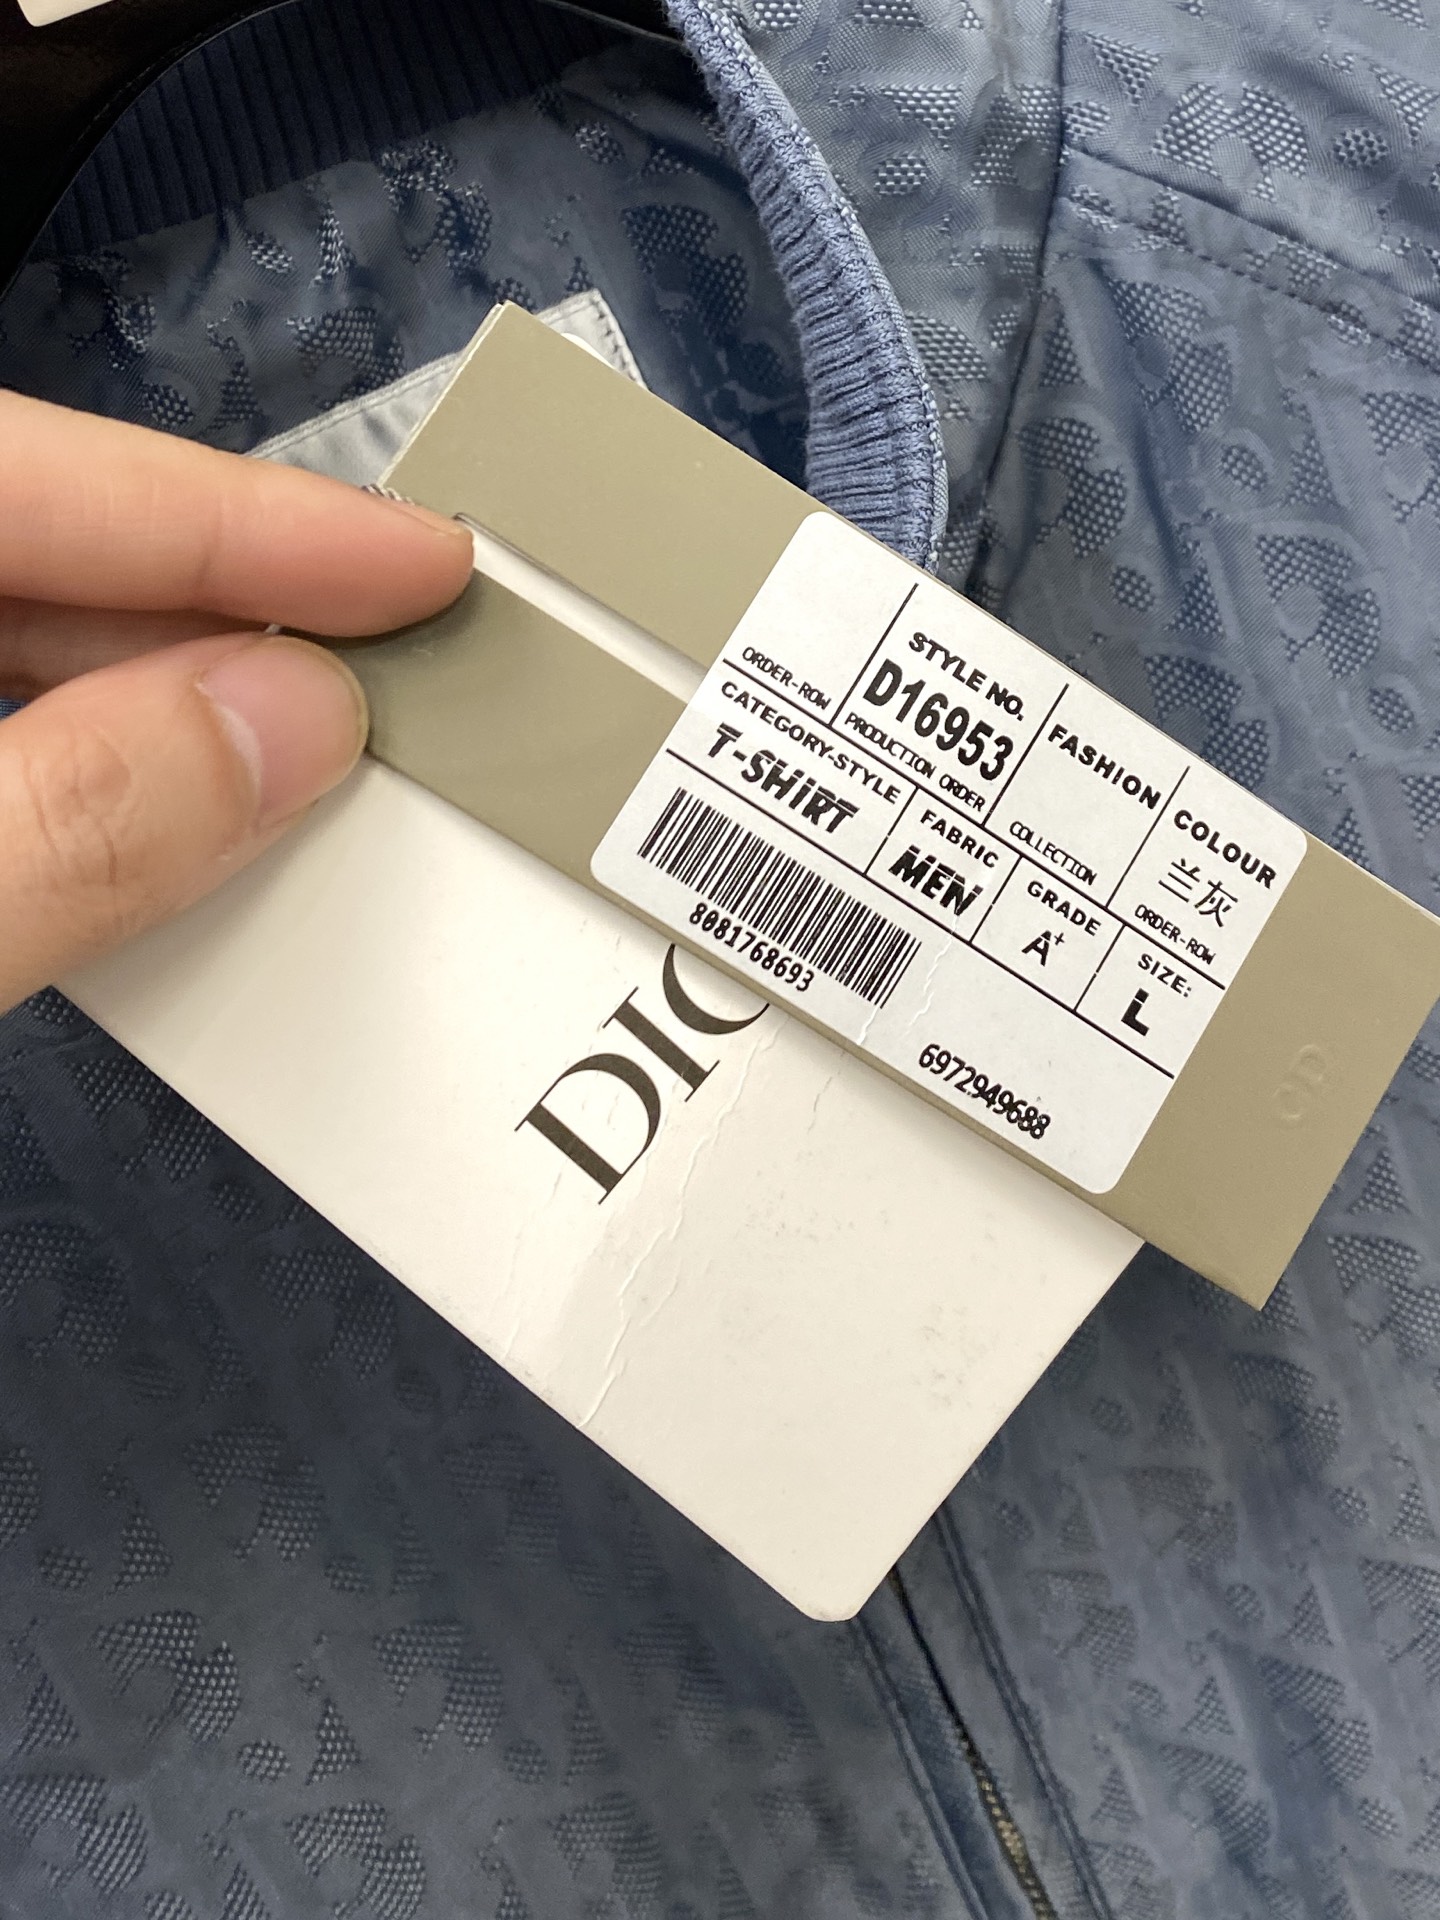 STYLE NO.
D16953
FASHION
COLOUR
兰灰
ORDER-ROW
PRODUCTION ORDER
COLLECTION
ORDER-ROW
CATEGORY-STYLE
T-SHIRT
FABRIC
MEN
GRADE
A+
SIZE:
L
8081768693
6972949688
DIO